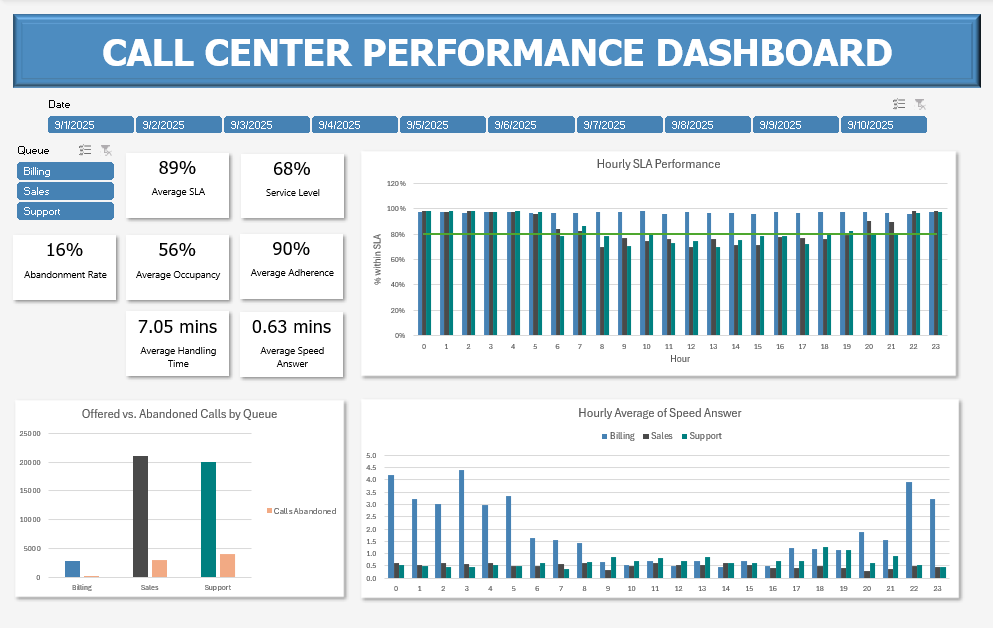 CALL CENTER PERFORMANCE DASHBOARD
Date
9/1/2025 9/2/2025 9/3/2025 9/4/2025 9/5/2025 9/6/2025 9/7/2025 9/8/2025 9/9/2025 9/10/2025
Queue
Billing
Sales
Support
89%
Average SLA
68%
Service Level
16%
Abandonment Rate
56%
Average Occupancy
90%
Average Adherence
7.05 mins
Average Handling
Time
0.63 mins
Average Speed
Answer
Hourly SLA Performance
120%
100%
80%
60%
40%
20%
0%
% within SLA
0 1 2 3 4 5 6 7 8 9 10 11 12 13 14 15 16 17 18 19 20 21 22 23
Hour
Offered vs. Abandoned Calls by Queue
25000
20000
15000
10000
5000
0
Billing Sales Support
Calls Abandoned
Hourly Average of Speed Answer
Billing Sales Support
5.0
4.5
4.0
3.5
3.0
2.5
2.0
1.5
1.0
0.5
0.0
0 1 2 3 4 5 6 7 8 9 10 11 12 13 14 15 16 17 18 19 20 21 22 23